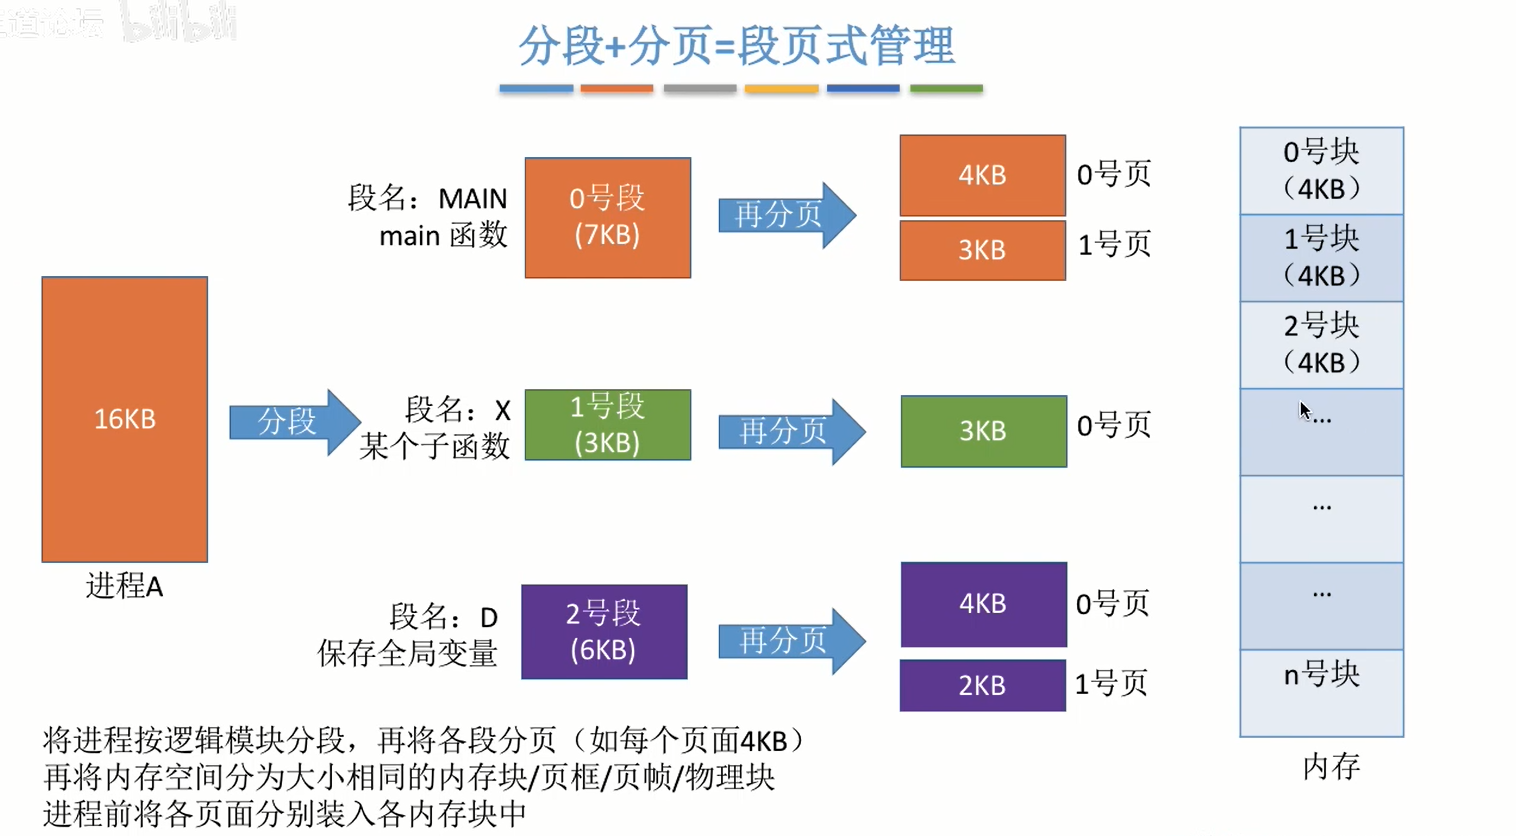 道论坛 bilibili
分段+分页=段页式管理
段名：MAIN
main 函数
0号段
(7KB)
再分页
4KB
0号页
3KB
1号页
0号块
（4KB）
1号块
（4KB）
2号块
（4KB）
...
...
...
n号块
内存
16KB
进程A
分段
段名：X
某个子函数
1号段
(3KB)
再分页
3KB
0号页
段名：D
保存全局变量
2号段
(6KB)
再分页
4KB
0号页
2KB
1号页
将进程按逻辑模块分段，再将各段分页（如每个页面4KB）
再将内存空间分为大小相同的内存块/页框/页帧/物理块
进程前将各页面分别装入各内存块中